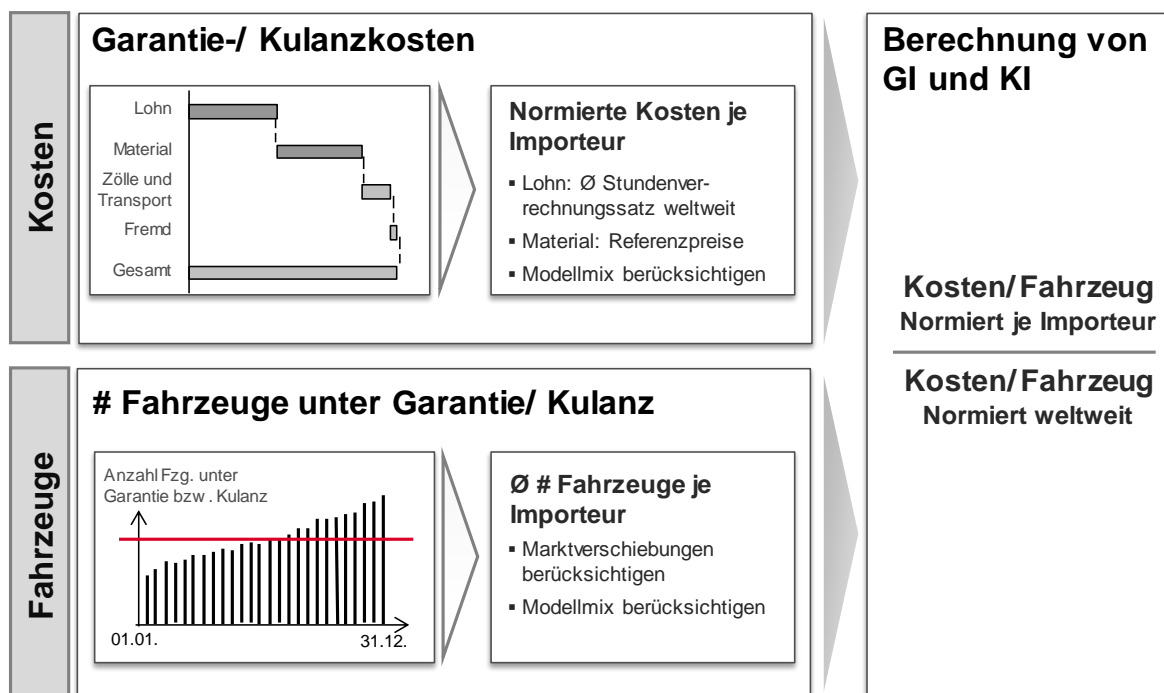 Kosten
Garantie-/ Kulanzkosten
Lohn
Material
Zölle und
Transport
Fremd
Gesamt
Normierte Kosten je
Importeur
▪ Lohn: Ø Stundenver-
rechnungssatz weltweit
▪ Material: Referenzpreise
▪ Modellmix berücksichtigen
Fahrzeuge
# Fahrzeuge unter Garantie/ Kulanz
Anzahl Fzg. unter
Garantie bzw. Kulanz
01.01.
31.12.
Ø # Fahrzeuge je
Importeur
▪ Marktverschiebungen
berücksichtigen
▪ Modellmix berücksichtigen
Berechnung von
GI und KI
Kosten/Fahrzeug
Normiert je Importeur
Kosten/Fahrzeug
Normiert weltweit